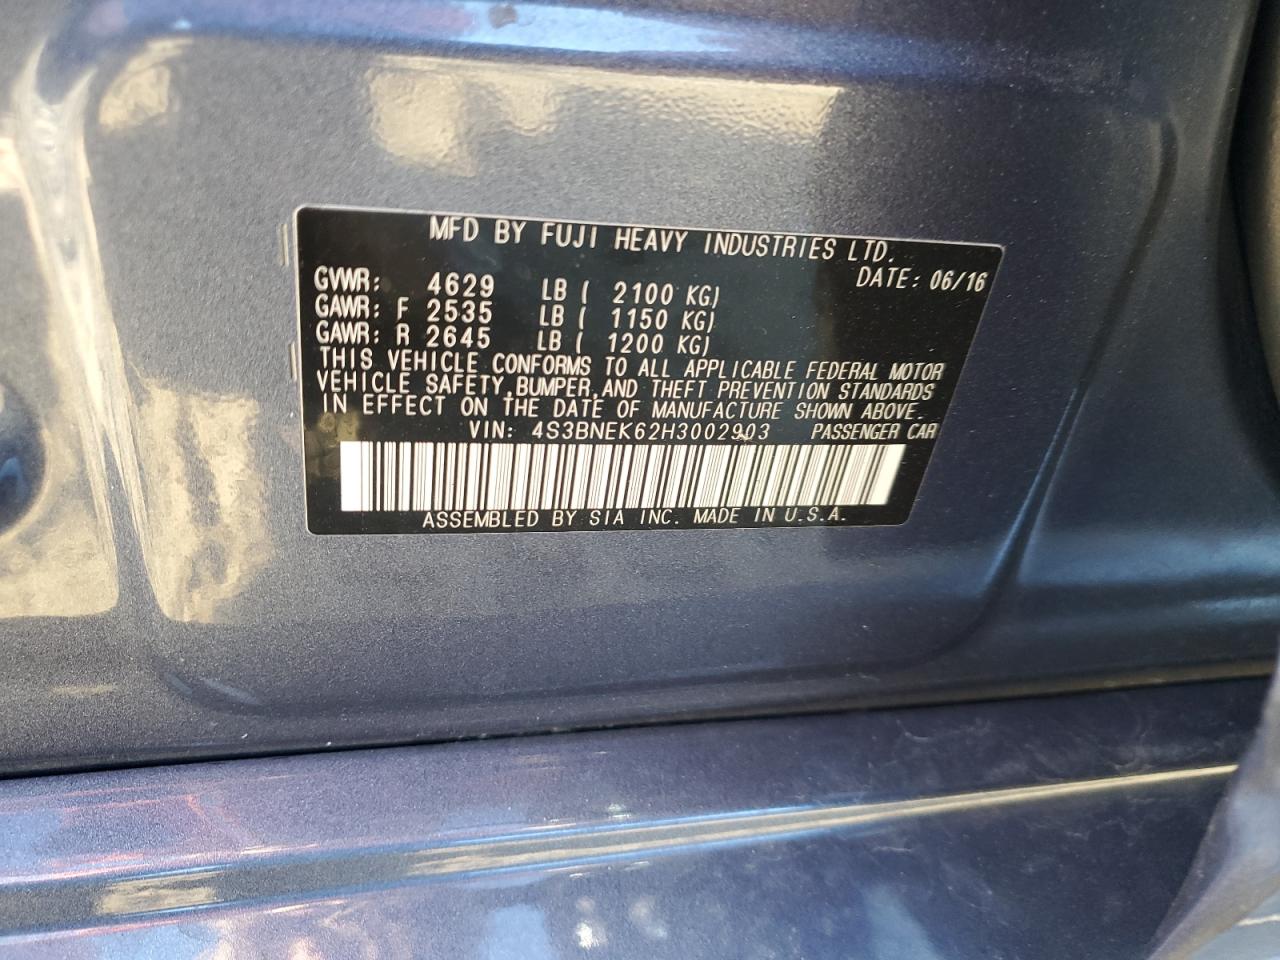 MFD BY FUJI HEAVY INDUSTRIES LTD.
DATE: 06/16
GVWR: 4629 LB ( 2100 KG)
GAWR: F 2535 LB ( 1150 KG)
GAWR: R 2645 LB ( 1200 KG)
THIS VEHICLE CONFORMS TO ALL APPLICABLE FEDERAL MOTOR
VEHICLE SAFETY,BUMPER,AND THEFT PREVENTION STANDARDS
IN EFFECT ON THE DATE OF MANUFACTURE SHOWN ABOVE.
VIN: 4S3BNEK62H3002903 PASSENGER CAR
ASSEMBLED BY SIA INC. MADE IN U.S.A.